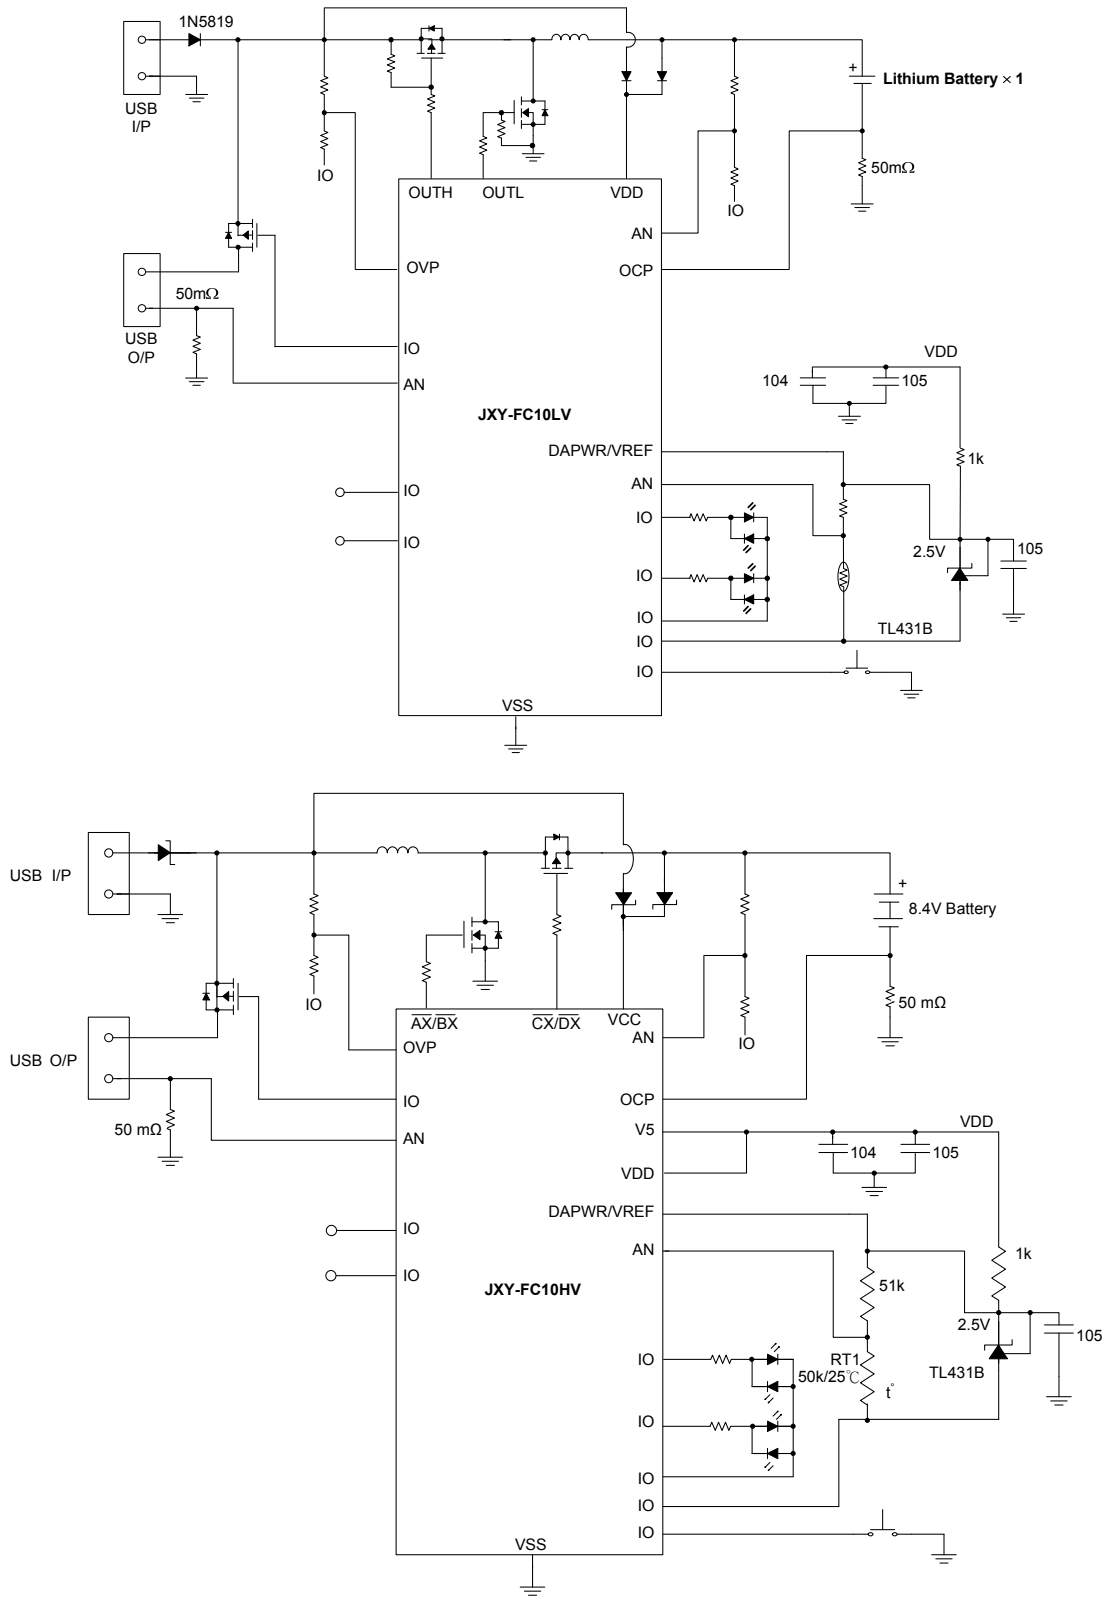 1N5819
USB
I/P
Lithium Battery × 1
50mΩ
IO
OUTH
OUTL
VDD
IO
AN
OVP
OCP
50mΩ
USB
O/P
IO
AN
VDD
104
105
JXY-FC10LV
DAPWR/VREF
1k
AN
IO
IO
IO
2.5V
105
IO
IO
TL431B
IO
IO
VSS
USB I/P
8.4V Battery
IO
50 mΩ
A̅X̅/B̅X̅
C̅X̅/D̅X̅
VCC
AN
IO
OVP
USB O/P
IO
OCP
50 mΩ
AN
V5
VDD
104
105
VDD
DAPWR/VREF
IO
AN
1k
IO
JXY-FC10HV
51k
2.5V
105
IO
RT1
50k/25℃
t°
TL431B
IO
IO
IO
IO
VSS